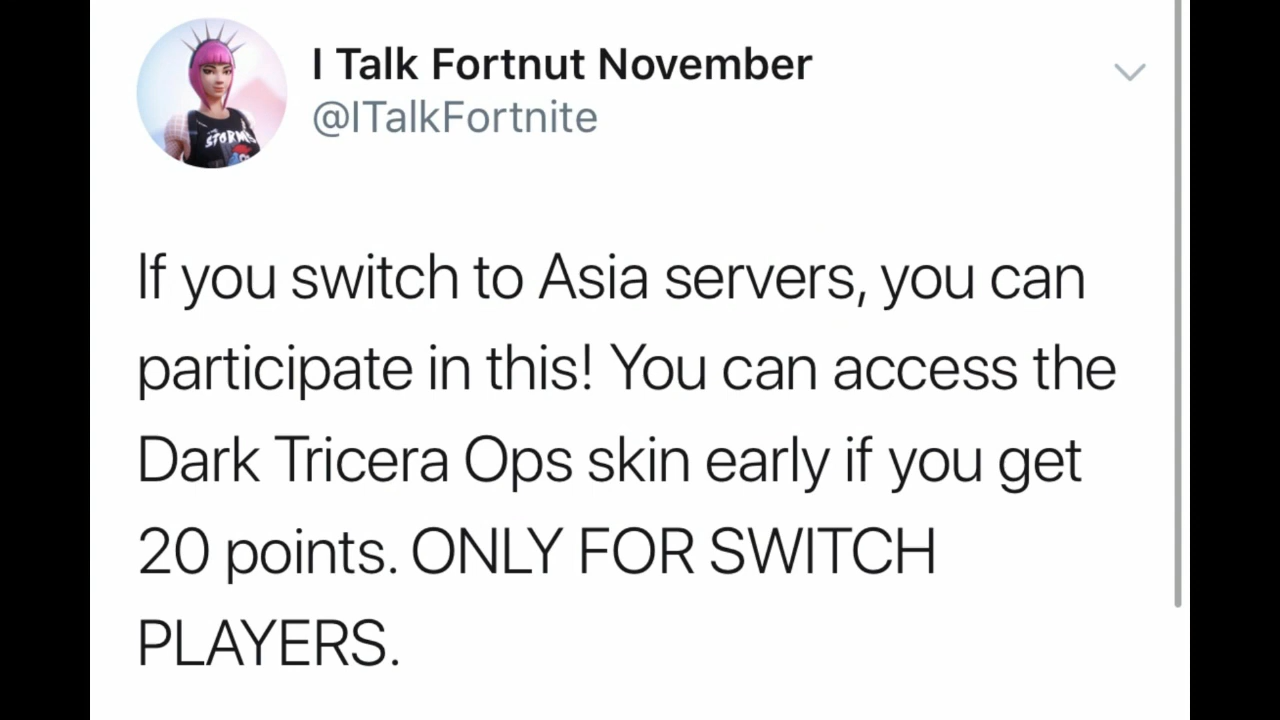 I Talk Fortnut November
@ITalkFortnite
STORM
If you switch to Asia servers, you can
participate in this! You can access the
Dark Tricera Ops skin early if you get
20 points. ONLY FOR SWITCH
PLAYERS.